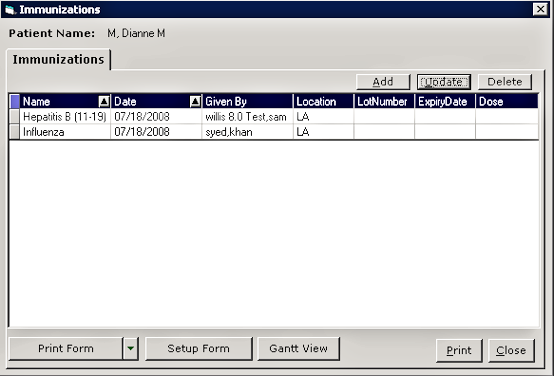 Immunizations
Patient Name: M, Dianne M
Immunizations
Add Update Delete
Name Date Given By Location LotNumber ExpiryDate Dose
Hepatitis B (11-19) 07/18/2008 willis 8.0 Test,sam LA
Influenza 07/18/2008 syed,khan LA
Print Form Setup Form Gantt View Print Close